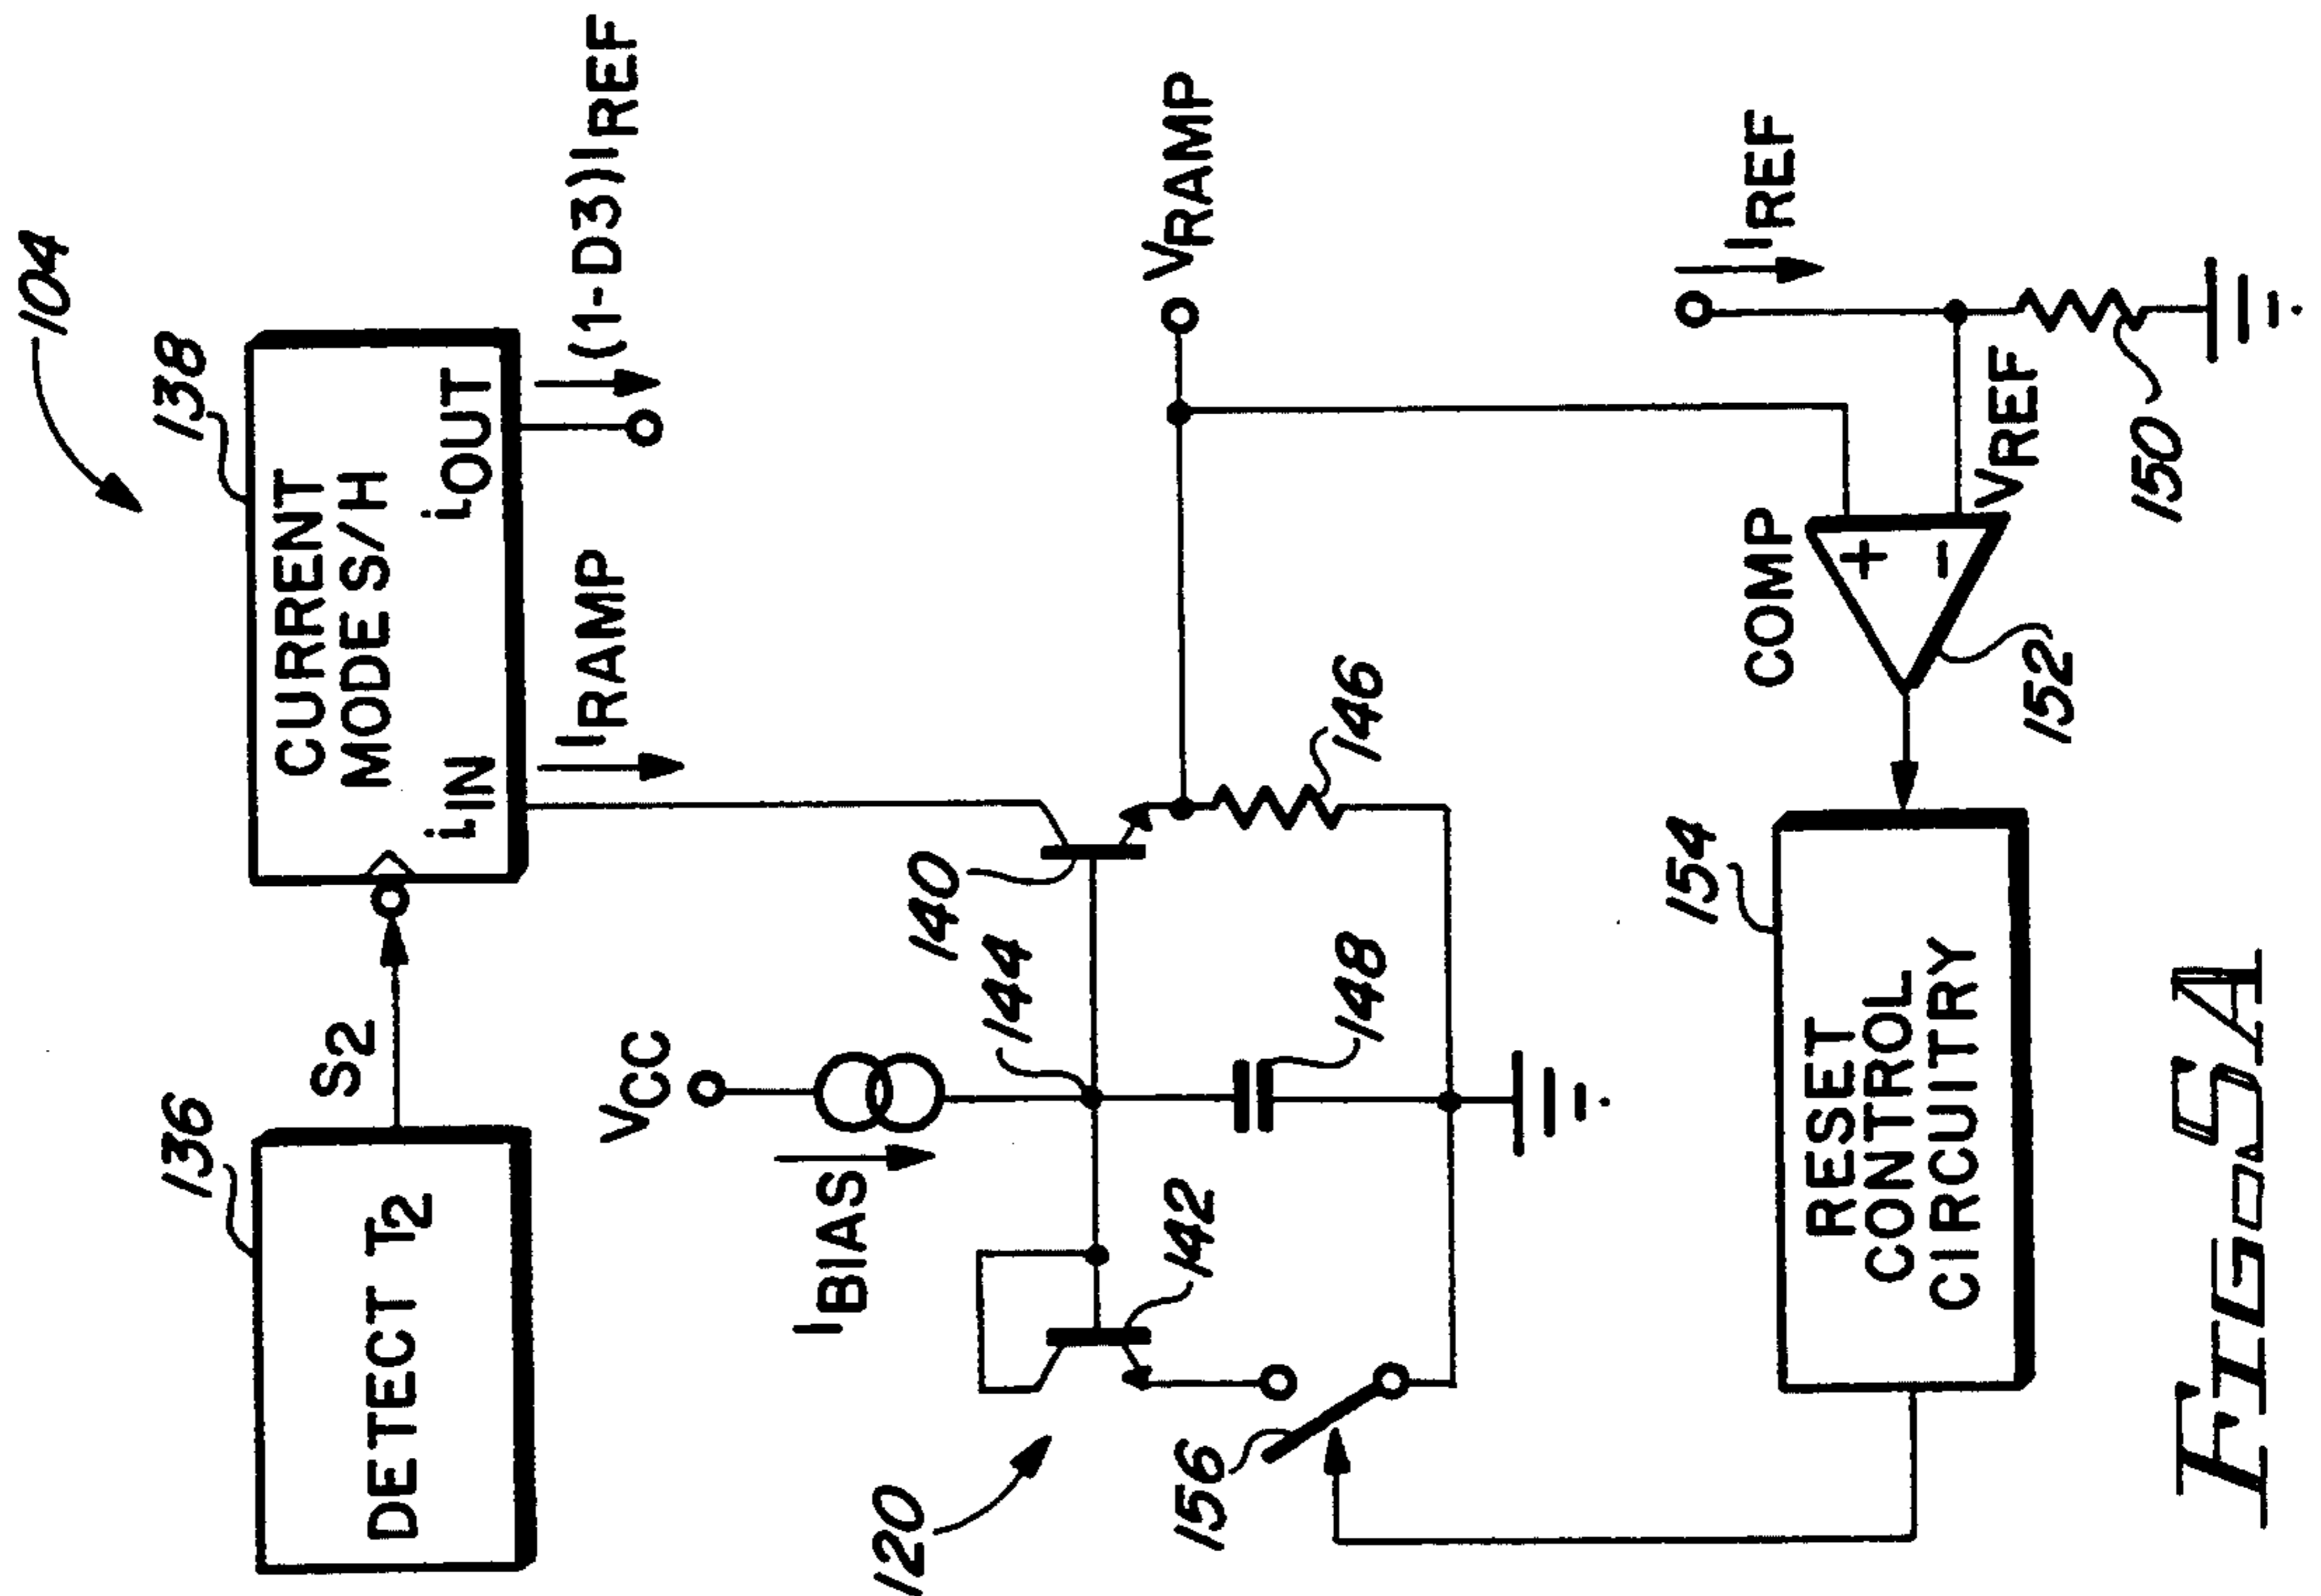 104
136
DETECT T2
S2
138
CURRENT
MODE S/H
iIN
iOUT
IRAMP
(1-D3)IREF
VCC
IBIAS
120
142
144
140
148
146
156
VRAMP
IREF
VREF
150
COMP
+
-
152
154
RESET
CONTROL
CIRCUITRY
FIG. 5A